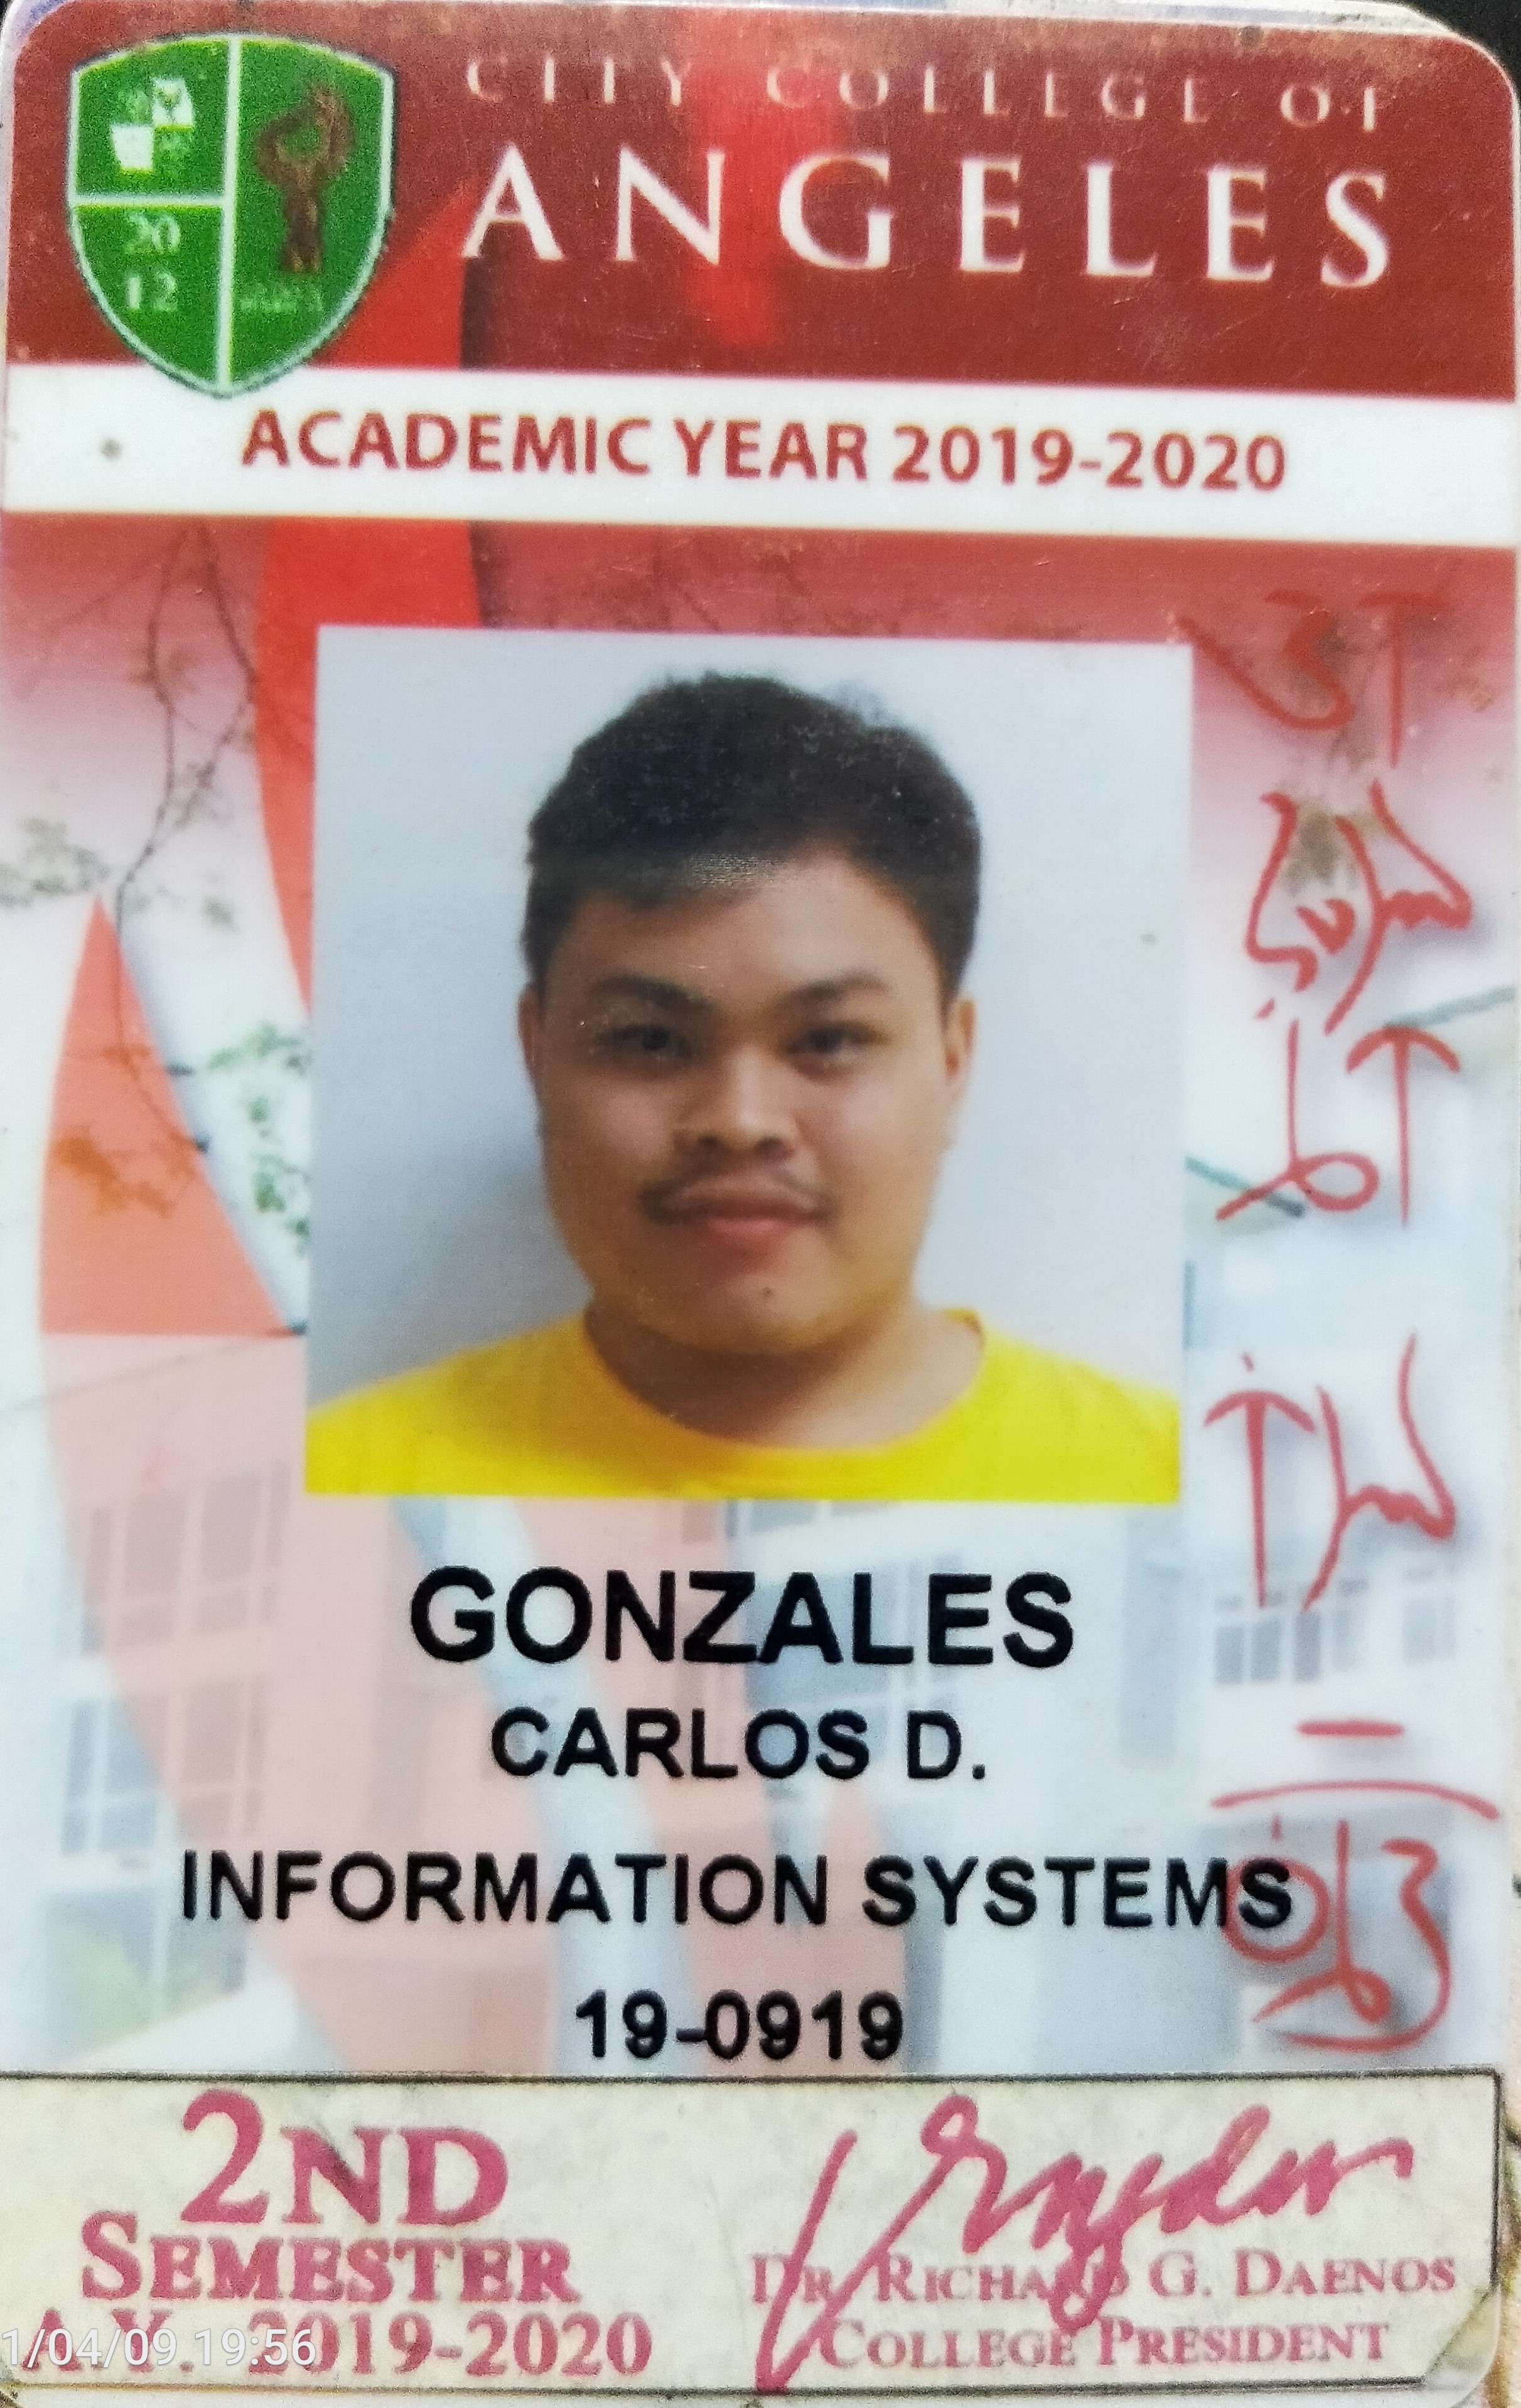 CITY COLLEGE OF
ANGELES
20
12
ACADEMIC YEAR 2019-2020
GONZALES
CARLOS D.
INFORMATION SYSTEMS
19-0919
2ND
SEMESTER
A.Y. 2019-2020
DR. RICHARD G. DAENOS
COLLEGE PRESIDENT
1/04/09 19:56